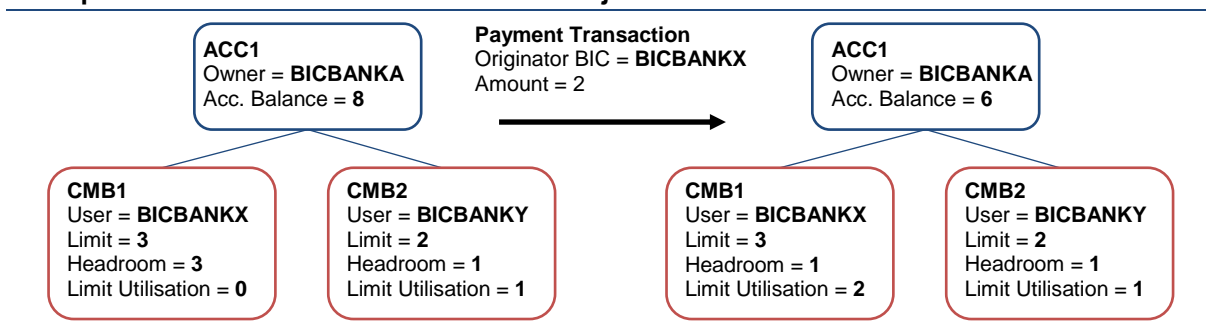 ACC1
Owner = BICBANKA
Acc. Balance = 8
Payment Transaction
Originator BIC = BICBANKX
Amount = 2
ACC1
Owner = BICBANKA
Acc. Balance = 6
CMB1
User = BICBANKX
Limit = 3
Headroom = 3
Limit Utilisation = 0
CMB2
User = BICBANKY
Limit = 2
Headroom = 1
Limit Utilisation = 1
CMB1
User = BICBANKX
Limit = 3
Headroom = 1
Limit Utilisation = 2
CMB2
User = BICBANKY
Limit = 2
Headroom = 1
Limit Utilisation = 1